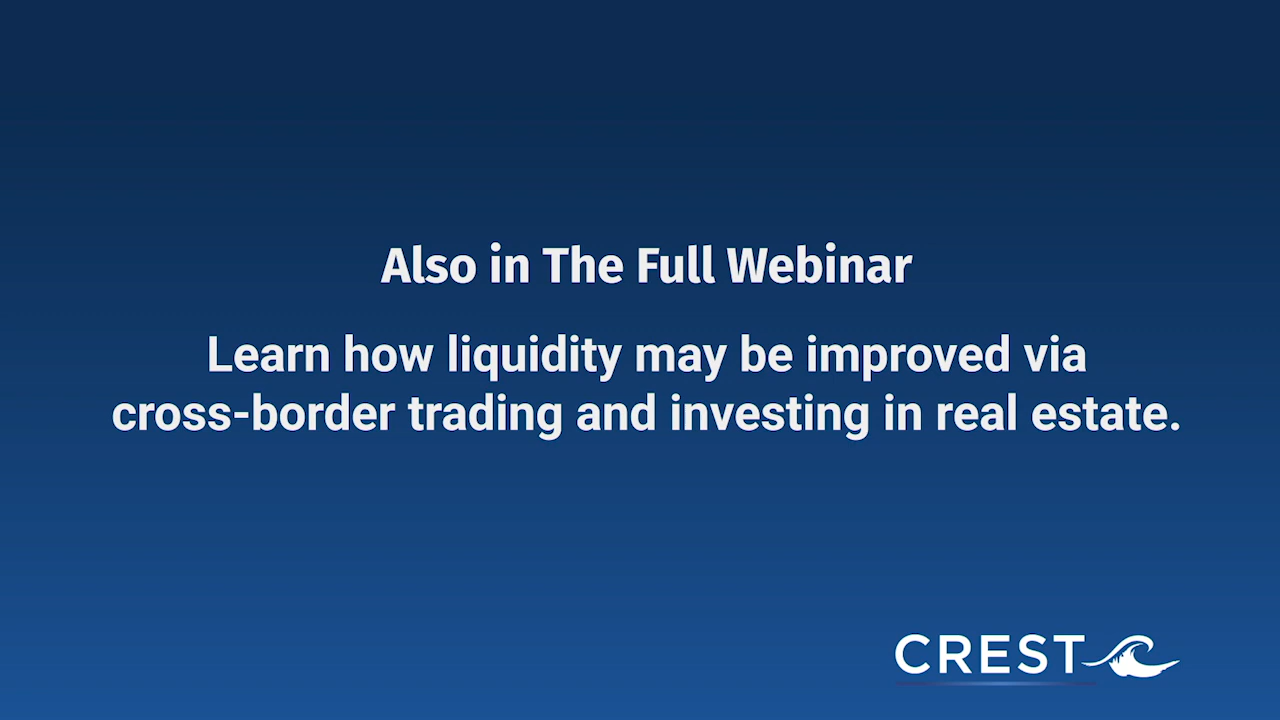 Also in The Full Webinar
Learn how liquidity may be improved via
cross-border trading and investing in real estate.
CREST